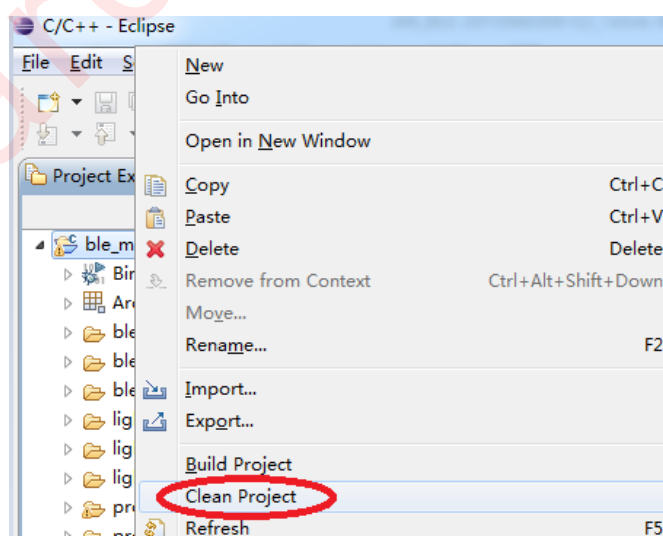 C/C++ - Eclipse
File Edit S
New
Go Into
Open in New Window
Project Ex
Copy Ctrl+C
Paste Ctrl+V
ble_m
Delete Delete
Bin
Remove from Context Ctrl+Alt+Shift+Down
Move...
ble
Rename... F2
ble
ble
Import...
lig
Export...
lig
Build Project
lig
Clean Project
pro
Refresh F5